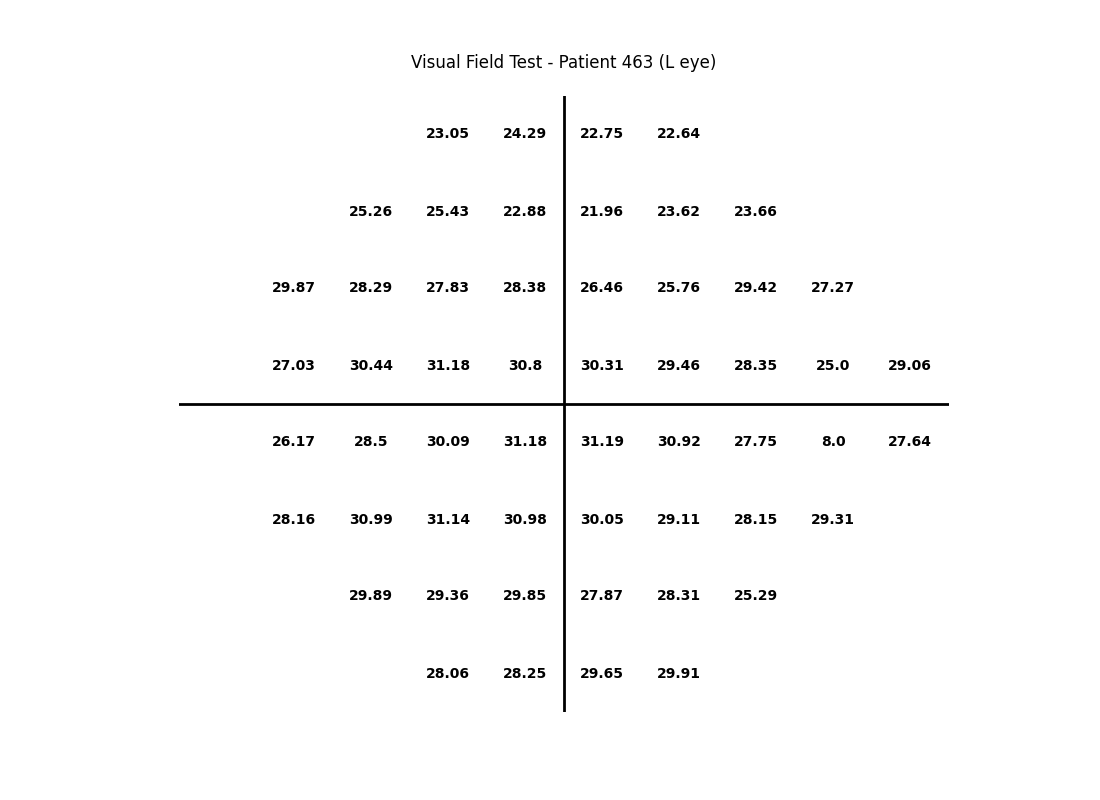 Visual Field Test - Patient 463 (L eye)
23.05 24.29 22.75 22.64
25.26 25.43 22.88 21.96 23.62 23.66
29.87 28.29 27.83 28.38 26.46 25.76 29.42 27.27
27.03 30.44 31.18 30.8 30.31 29.46 28.35 25.0 29.06
26.17 28.5 30.09 31.18 31.19 30.92 27.75 8.0 27.64
28.16 30.99 31.14 30.98 30.05 29.11 28.15 29.31
29.89 29.36 29.85 27.87 28.31 25.29
28.06 28.25 29.65 29.91